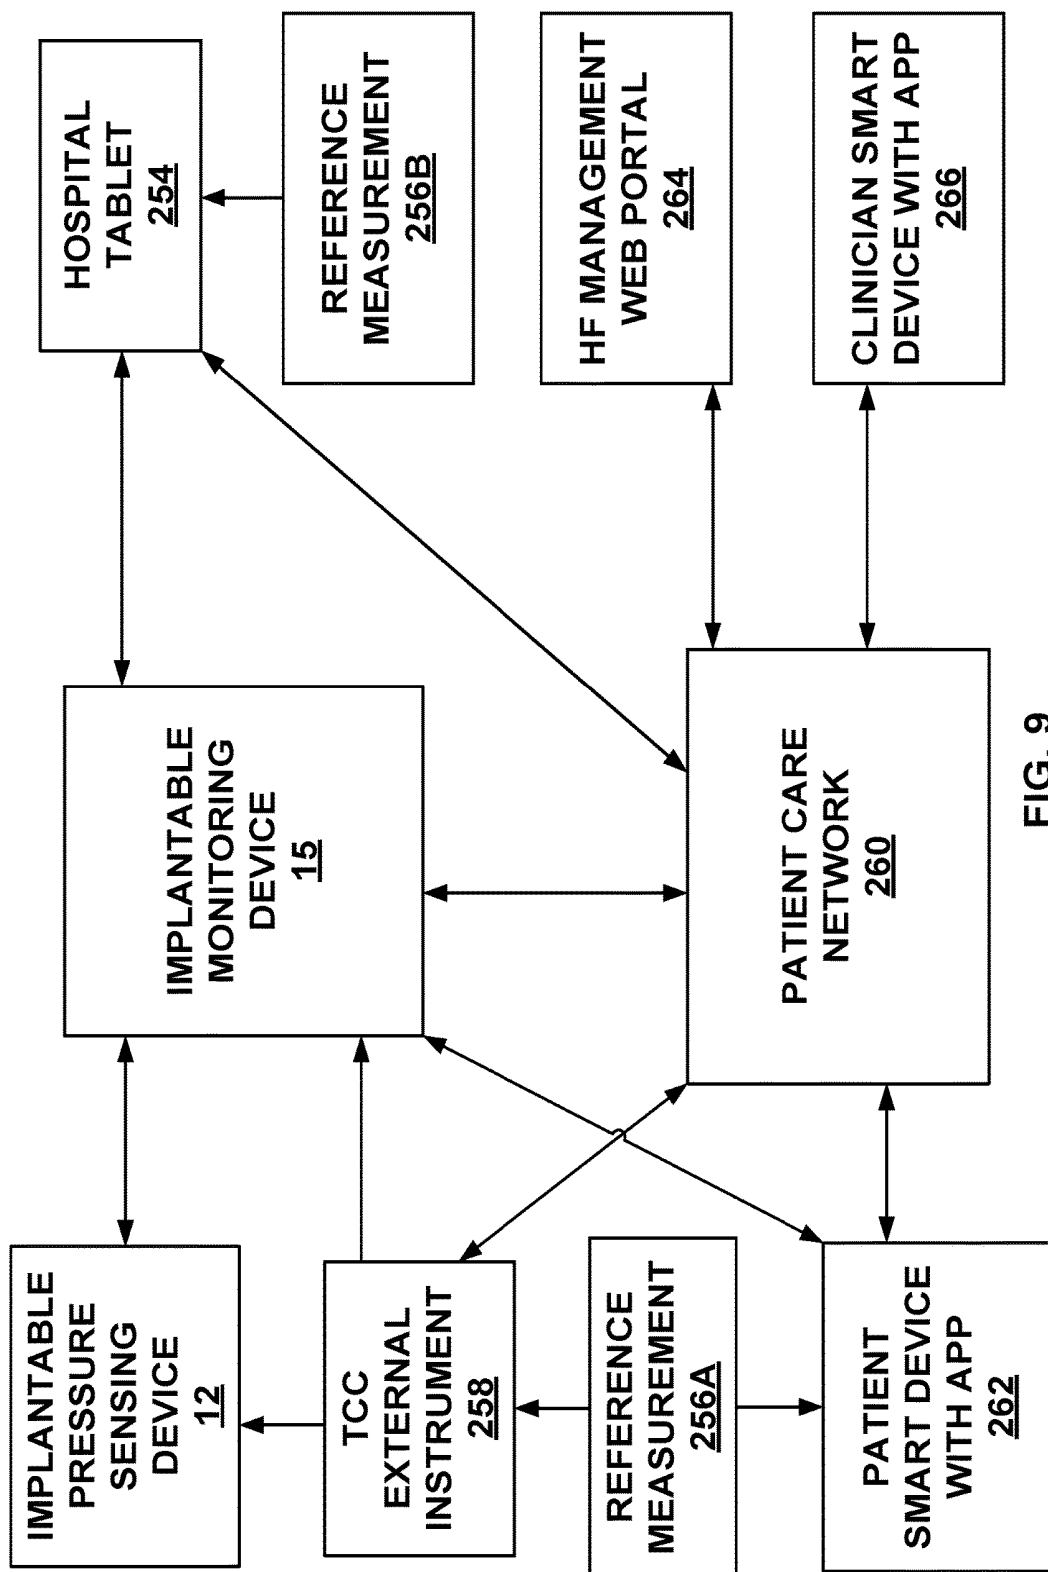 IMPLANTABLE
PRESSURE
SENSING
DEVICE
12
TCC
EXTERNAL
INSTRUMENT
258
REFERENCE
MEASUREMENT
256A
PATIENT
SMART DEVICE
WITH APP
262
IMPLANTABLE
MONITORING
DEVICE
15
PATIENT CARE
NETWORK
260
HOSPITAL
TABLET
254
REFERENCE
MEASUREMENT
256B
HF MANAGEMENT
WEB PORTAL
264
CLINICIAN SMART
DEVICE WITH APP
266
FIG. 9